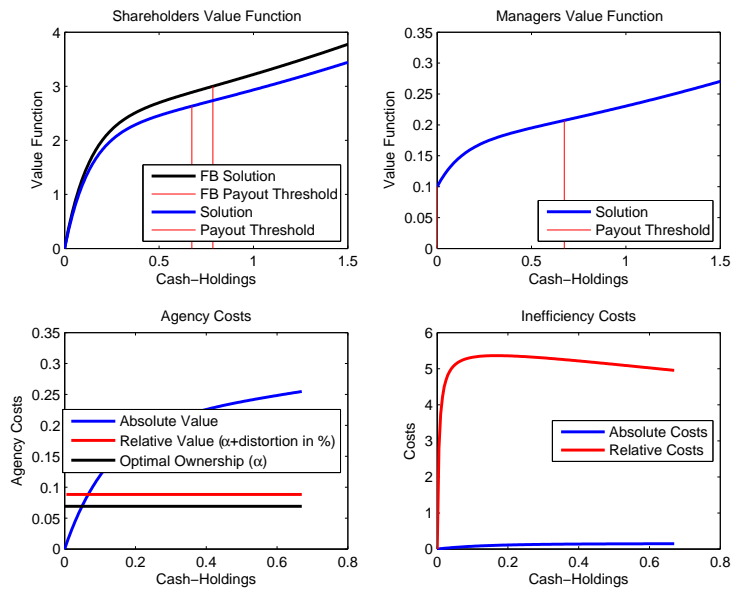 Shareholders Value Function
Value Function
4
3
2
1
0
0
0.5
1
1.5
Cash−Holdings
FB Solution
FB Payout Threshold
Solution
Payout Threshold
Managers Value Function
Value Function
0.35
0.3
0.25
0.2
0.15
0.1
0.05
0
0
0.5
1
1.5
Cash−Holdings
Solution
Payout Threshold
Agency Costs
Agency Costs
0.35
0.3
0.25
0.2
0.15
0.1
0.05
0
0
0.2
0.4
0.6
0.8
Cash−Holdings
Absolute Value
Relative Value (α+distortion in %)
Optimal Ownership (α)
Inefficiency Costs
Costs
6
5
4
3
2
1
0
0
0.2
0.4
0.6
0.8
Cash−Holdings
Absolute Costs
Relative Costs